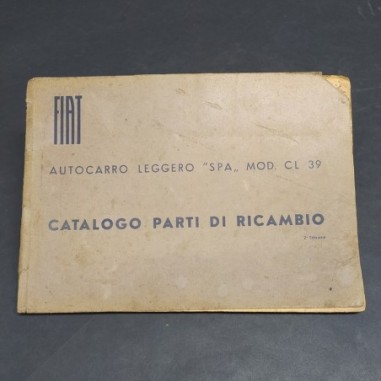 FIAT
AUTOCARRO LEGGERO "SPA„ MOD. CL 39
CATALOGO PARTI DI RICAMBIO